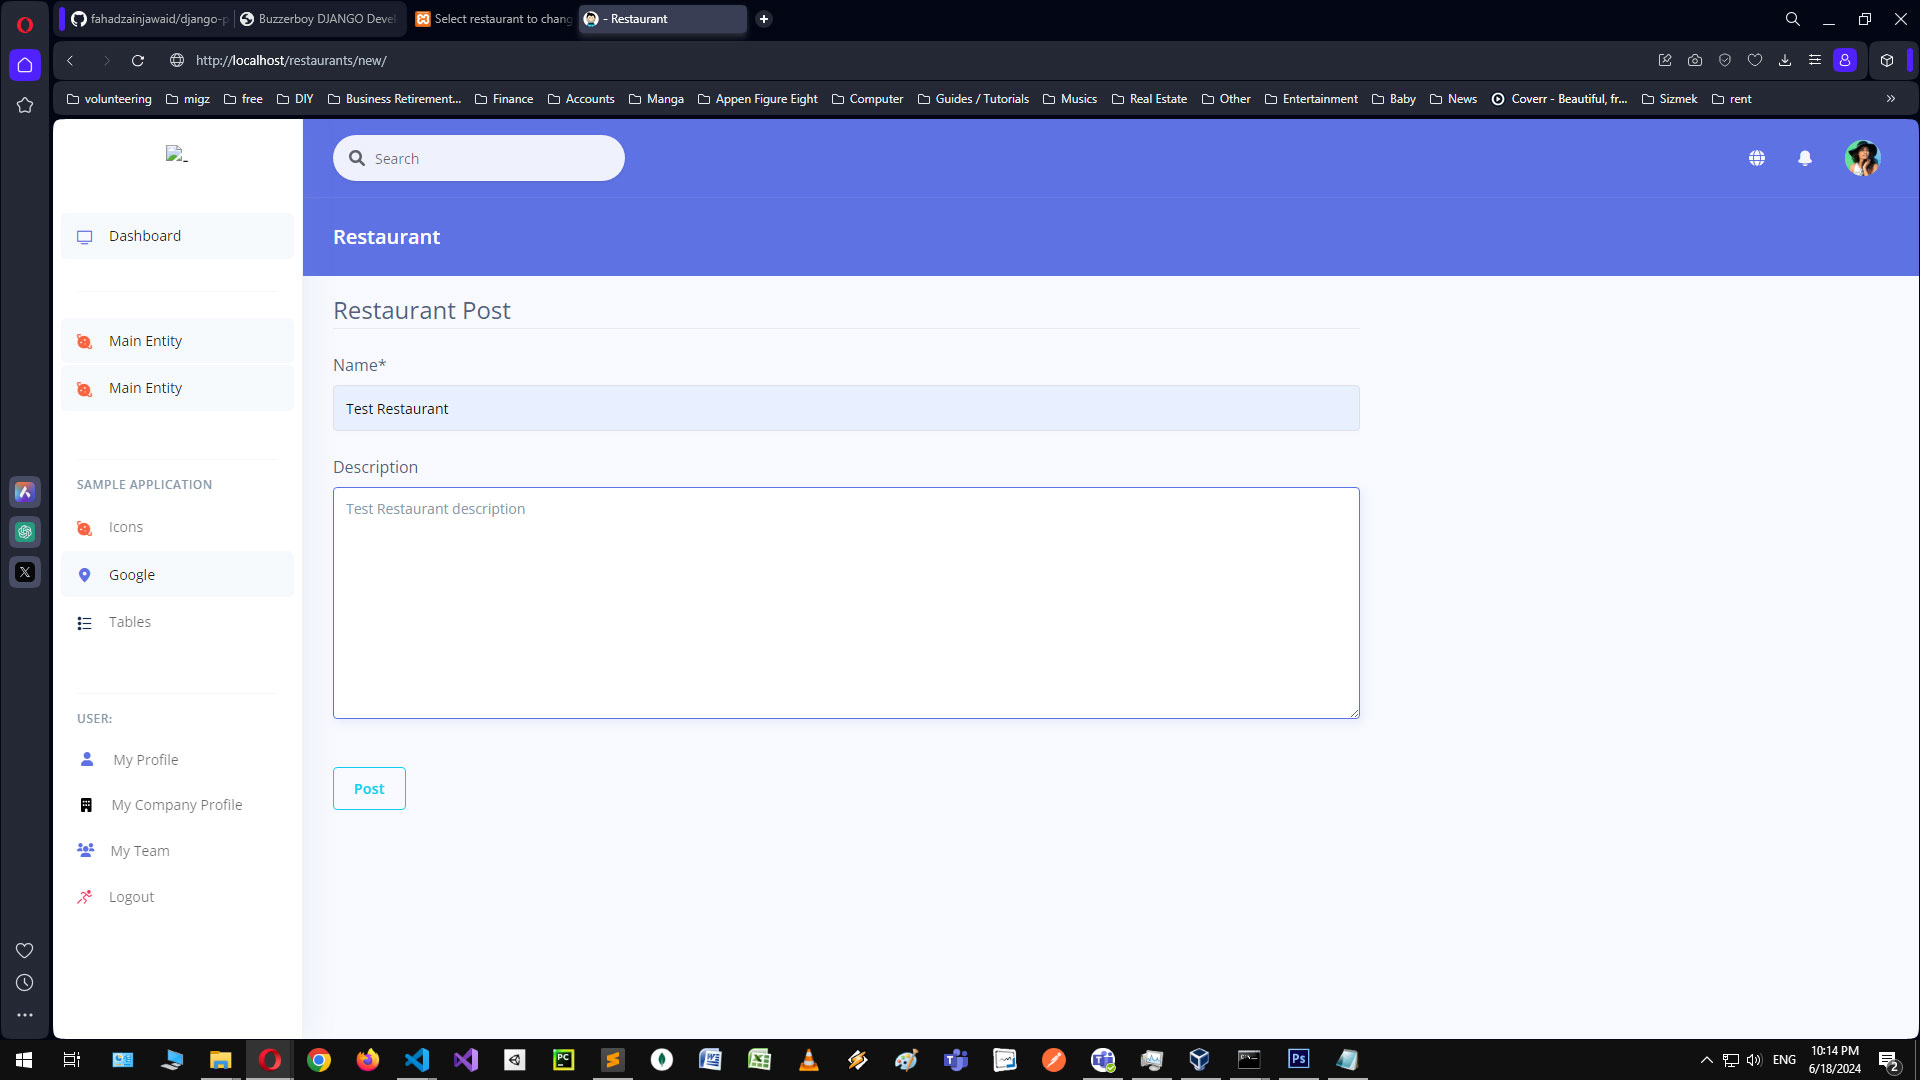 fahadzainjawaid/django-p
Buzzerboy DJANGO Deve
Select restaurant to chang
- Restaurant
http://localhost/restaurants/new/
volunteering
migz
free
DIY
Business Retirement...
Finance
Accounts
Manga
Appen Figure Eight
Computer
Guides / Tutorials
Musics
Real Estate
Other
Entertainment
Baby
News
Coverr - Beautiful, fr...
Sizmek
rent
-
Search
Dashboard
Restaurant
Main Entity
Main Entity
SAMPLE APPLICATION
Icons
Google
Tables
USER:
My Profile
My Company Profile
My Team
Logout
Restaurant Post
Name*
Test Restaurant
Description
Test Restaurant description
Post
ENG
10:14 PM
6/18/2024
2